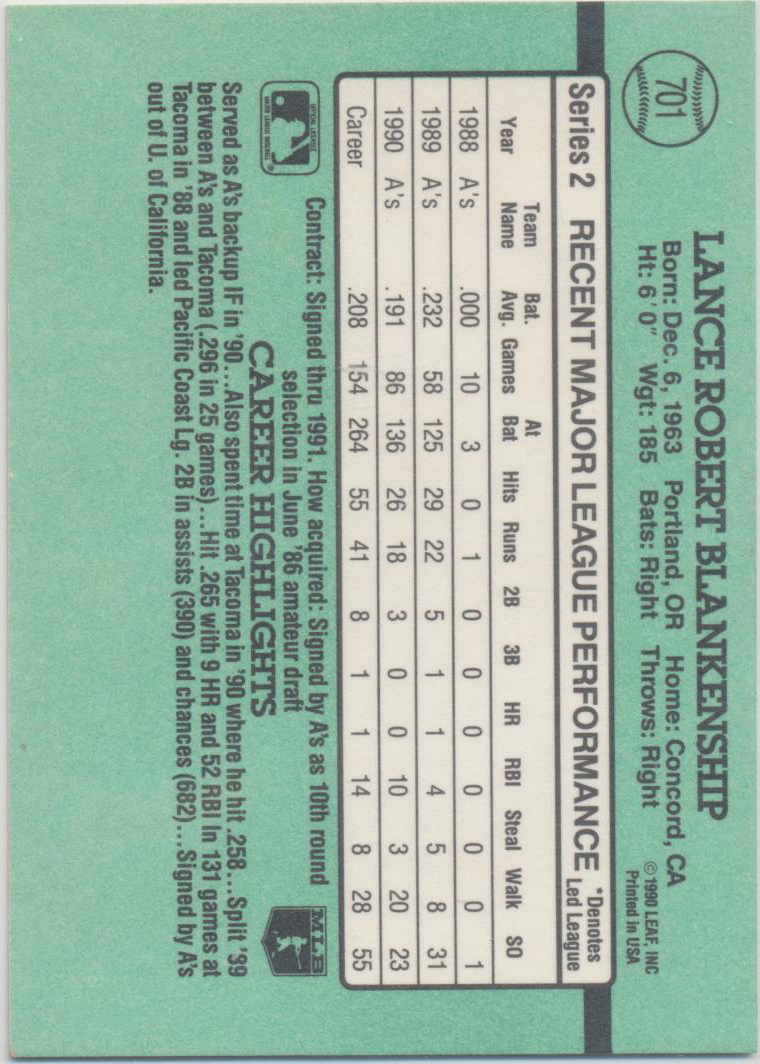 701
LANCE ROBERT BLANKENSHIP
Born: Dec. 6, 1963 Portland, OR Home: Concord, CA
Ht: 6'0" Wgt: 185 Bats: Right Throws: Right
© 1990 LEAF, INC
Printed in USA
Series 2 RECENT MAJOR LEAGUE PERFORMANCE *Denotes Led League
Year Team Name Bat. Avg. Games At Bat Hits Runs 2B 3B HR RBI Steal Walk SO
1988 A's .000 10 3 0 1 0 0 0 0 0 0 1
1989 A's .232 58 125 29 22 5 1 1 4 5 8 31
1990 A's .191 86 136 26 18 3 0 0 10 3 20 23
Career .208 154 264 55 41 8 1 1 14 8 28 55
OFFICIAL LICENSEE
MAJOR LEAGUE BASEBALL
Contract: Signed thru 1991. How acquired: Signed by A's as 10th round
selection in June '86 amateur draft
MLB
CAREER HIGHLIGHTS
Served as A's backup IF in '90...Also spent time at Tacoma in '90 where he hit .258...Split '89
between A's and Tacoma (.296 in 25 games)...Hit .265 with 9 HR and 52 RBI in 131 games at
Tacoma in '88 and led Pacific Coast Lg. 2B in assists (390) and chances (682)...Signed by A's
out of U. of California.